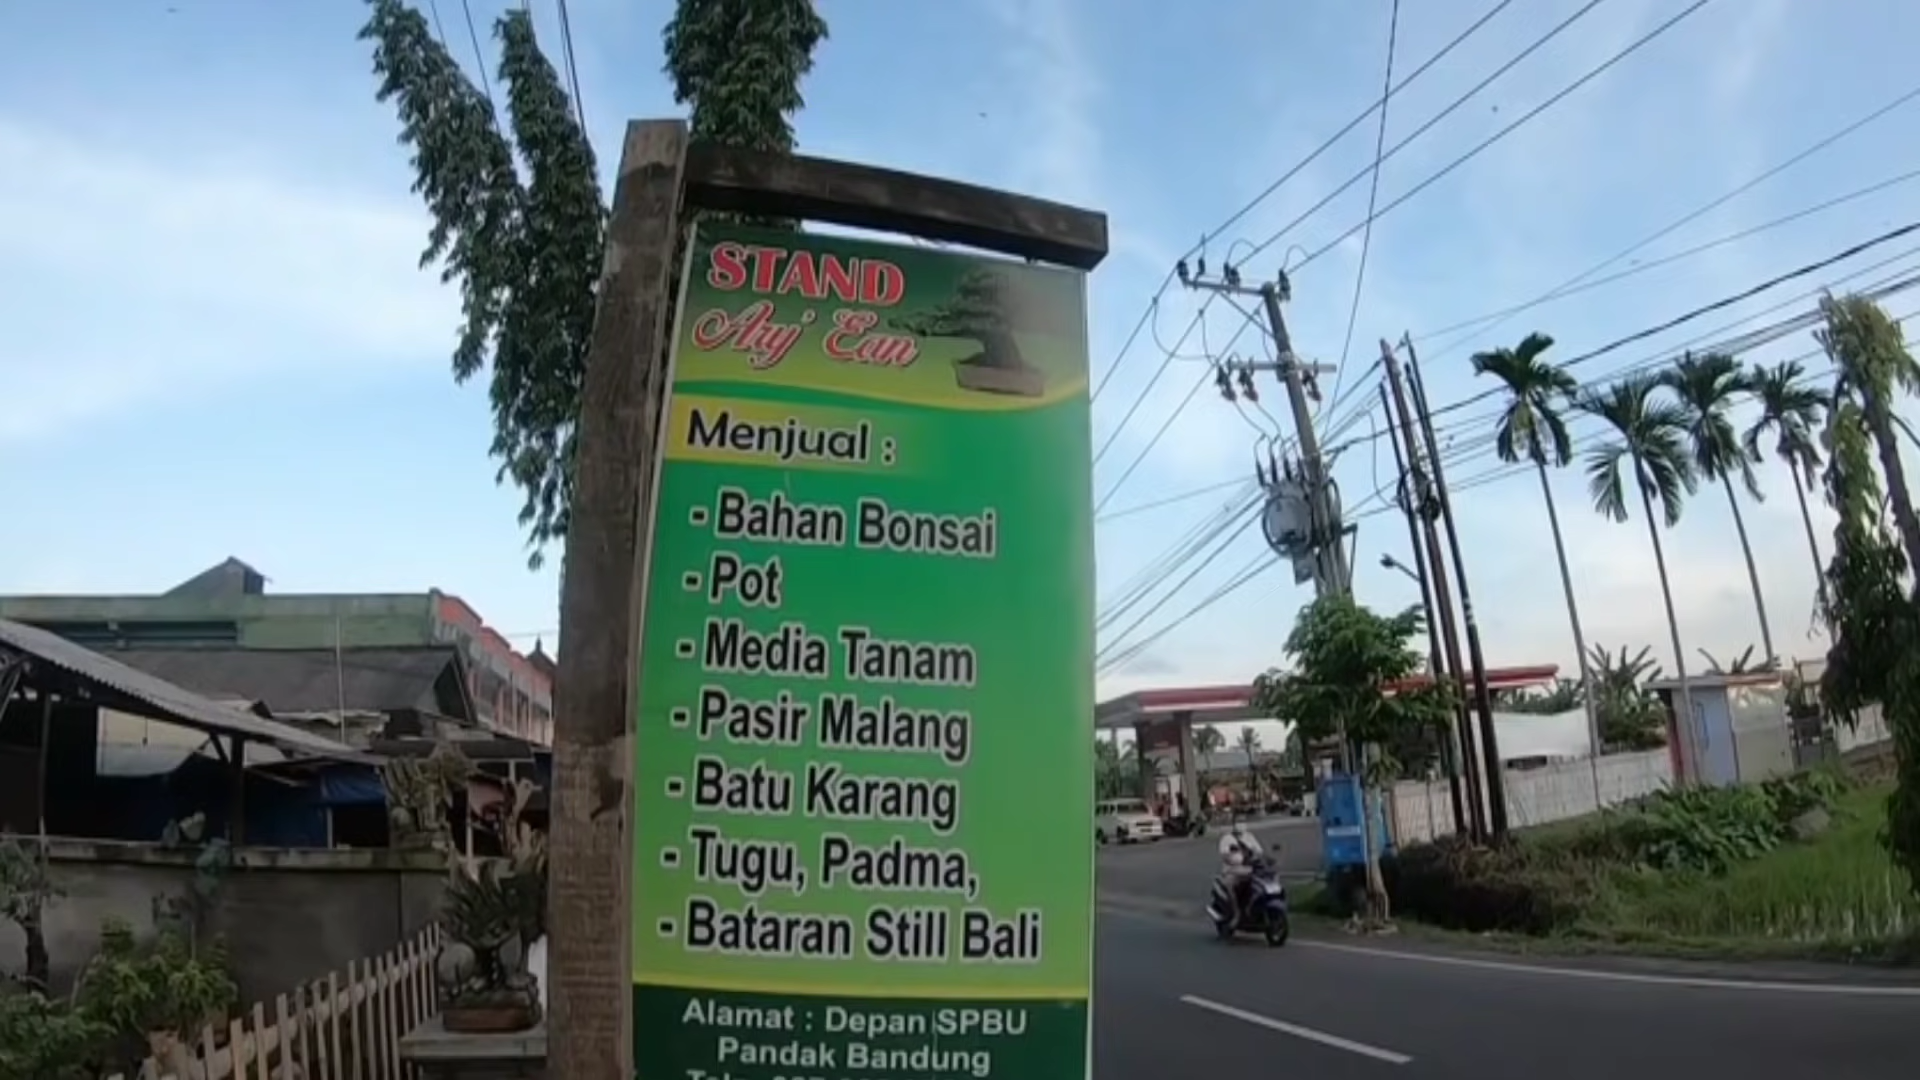 STAND
Ary' Ean
Menjual :
- Bahan Bonsai
- Pot
- Media Tanam
- Pasir Malang
- Batu Karang
- Tugu, Padma,
- Bataran Still Bali
Alamat : Depan SPBU
Pandak Bandung